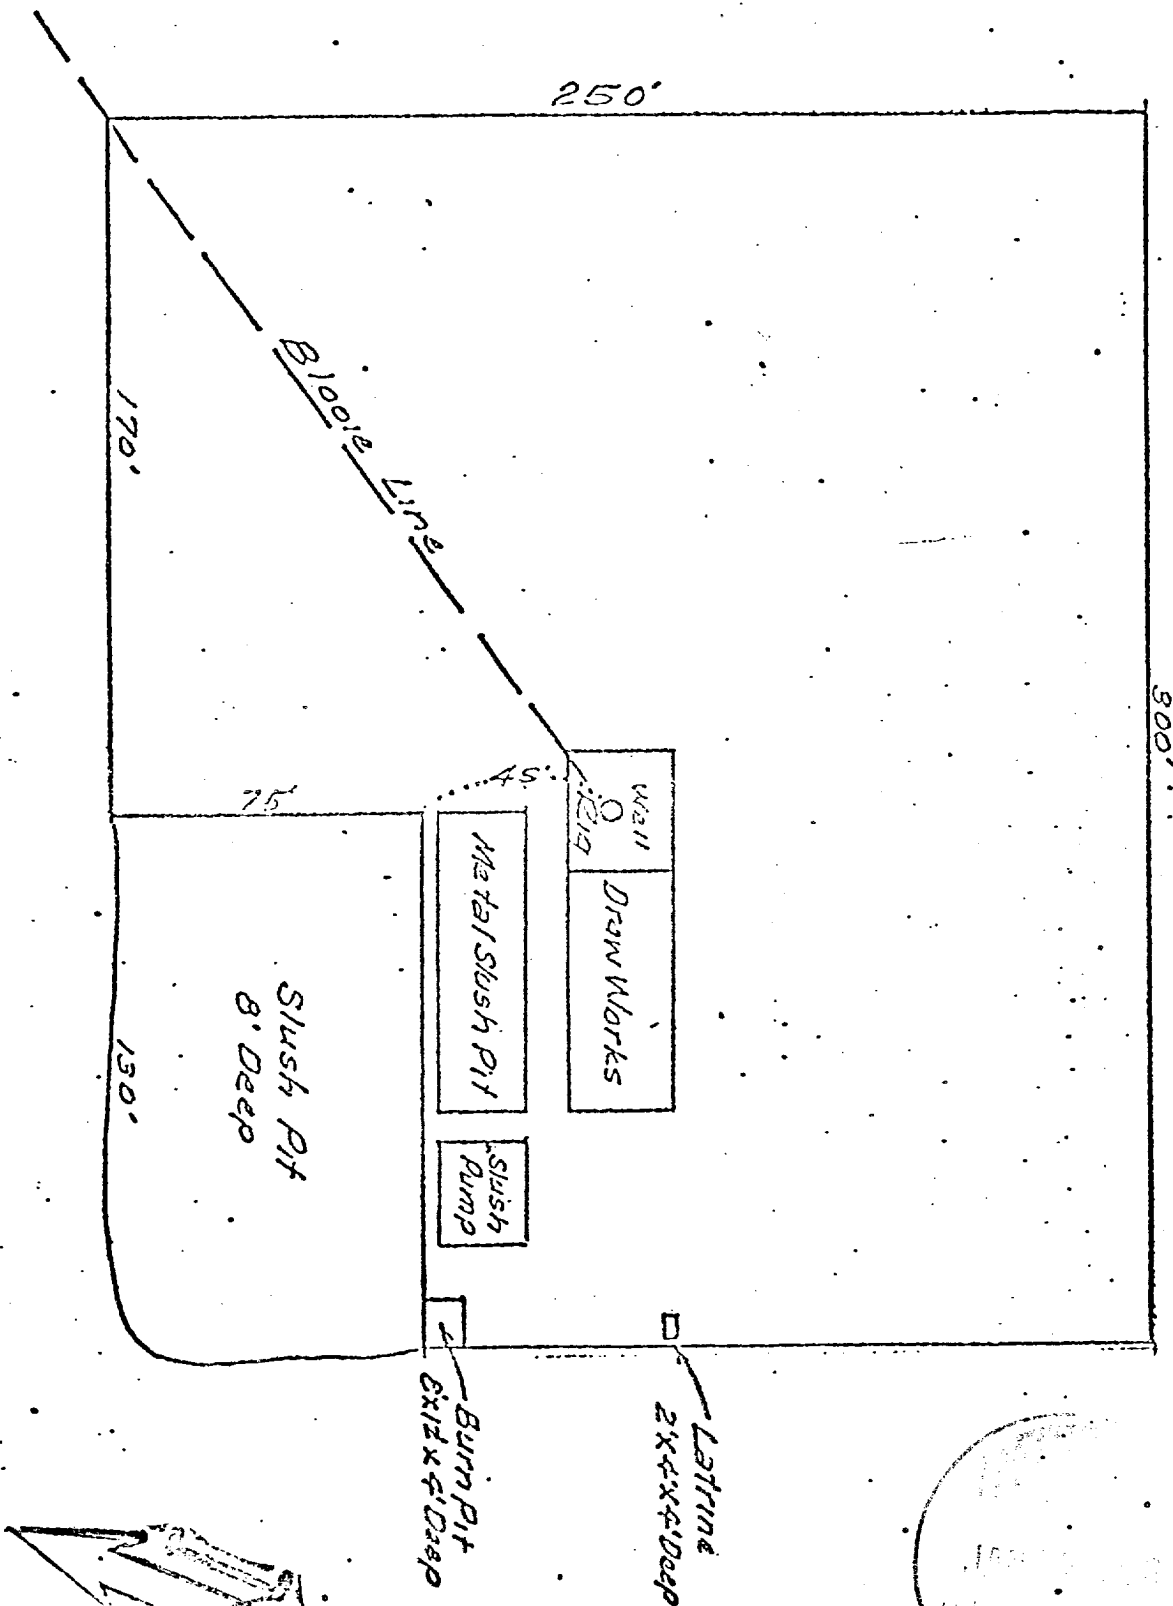 250'
300'
170'
Blooie Line
45'
Well
Rig
Draw Works
75'
Metal Slush Pit
Slush
Pump
130'
Slush Pit
8' Deep
Burn Pit
8'x12'x4' Deep
Latrine
2'x4'x4' Deep